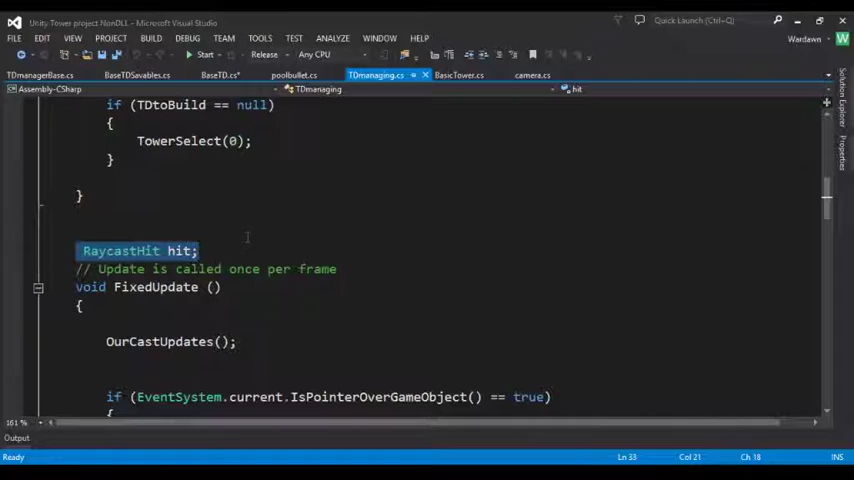 Unity Tower project NonDLL - Microsoft Visual Studio
Quick Launch (Ctrl+Q)
FILE EDIT VIEW PROJECT BUILD DEBUG TEAM TOOLS TEST ANALYZE WINDOW HELP
Wardawn W
Start Release Any CPU
TDmanagerBase.cs BaseTDSavables.cs BaseTD.cs* poolbullet.cs TDmanaging.cs BasicTower.cs camera.cs
Assembly-CSharp TDmanaging hit
if (TDtoBuild == null)
{
TowerSelect(0);
}
}
RaycastHit hit;
// Update is called once per frame
void FixedUpdate ()
{
OurCastUpdates();
if (EventSystem.current.IsPointerOverGameObject() == true)
{
161 %
Output
Ready Ln 33 Col 21 Ch 18 INS
Solution Explorer
Properties